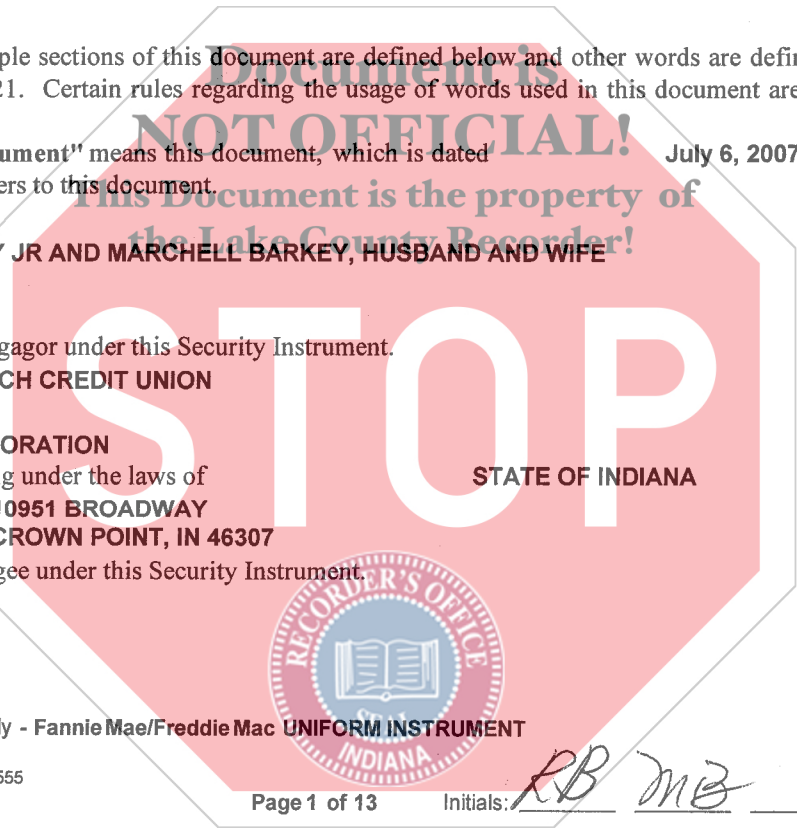 ple sections of this document are defined below and other words are defin
21. Certain rules regarding the usage of words used in this document are
Document is
NOT OFFICIAL!
This Document is the property of
the Lake County Recorder!
ument" means this document, which is dated July 6, 2007
ers to this document.
Y JR AND MARCHELL BARKEY, HUSBAND AND WIFE
STOP
gagor under this Security Instrument.
CH CREDIT UNION
ORATION
g under the laws of STATE OF INDIANA
10951 BROADWAY
CROWN POINT, IN 46307
gee under this Security Instrument.
RECORDER'S OFFICE
SEAL
INDIANA
ly - Fannie Mae/Freddie Mac UNIFORM INSTRUMENT
555
Page 1 of 13 Initials: RB MB